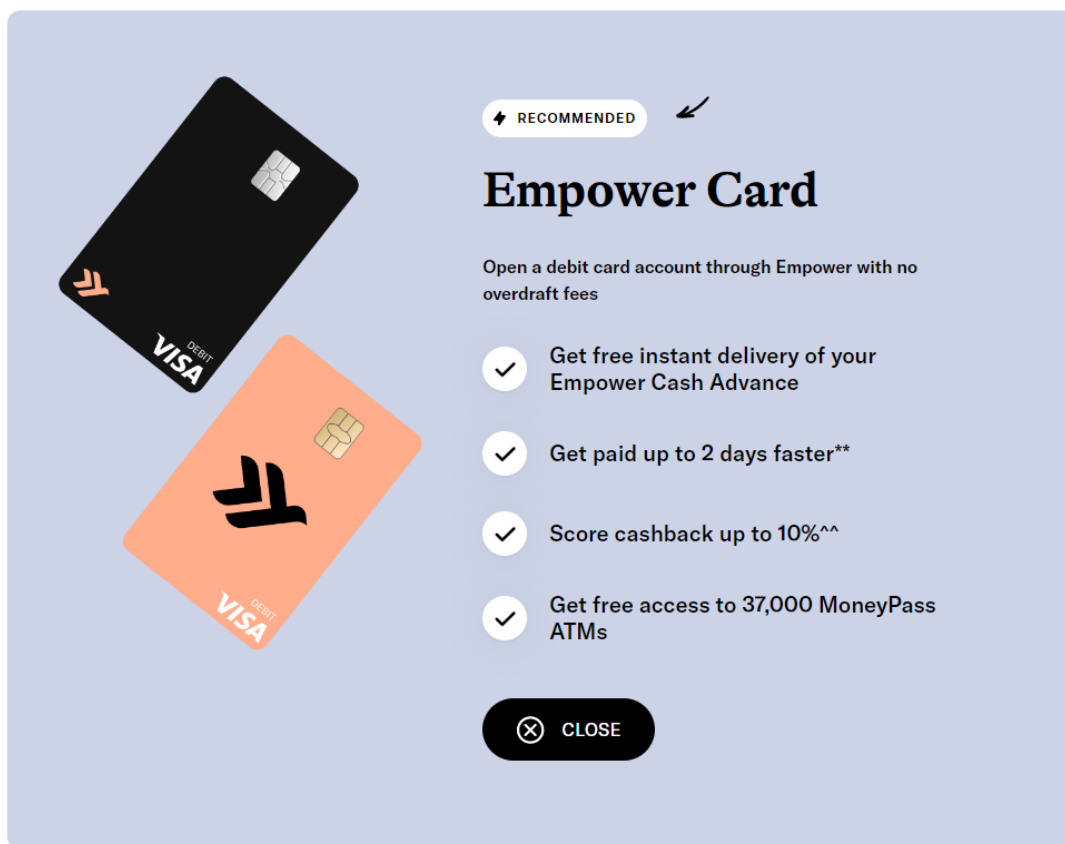 RECOMMENDED
Empower Card
Open a debit card account through Empower with no
overdraft fees
Get free instant delivery of your
Empower Cash Advance
Get paid up to 2 days faster**
Score cashback up to 10%^^
Get free access to 37,000 MoneyPass
ATMs
CLOSE
DEBIT
VISA
DEBIT
VISA